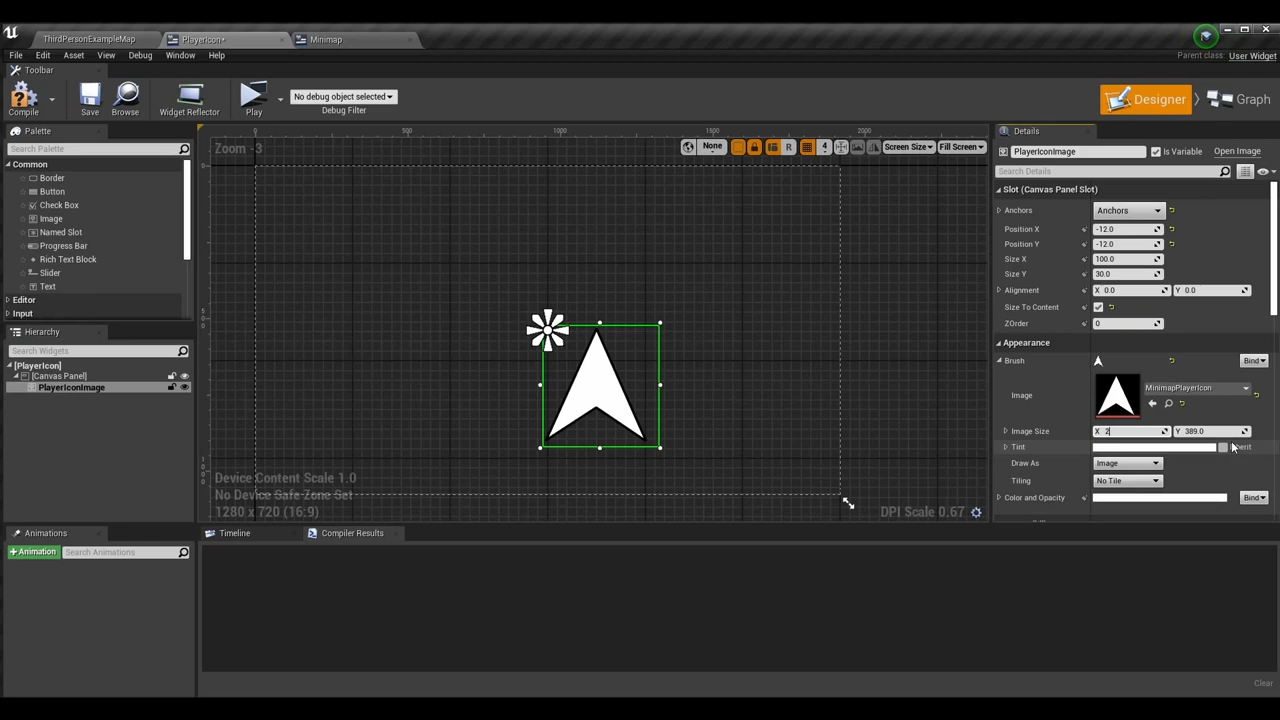 ThirdPersonExampleMap
PlayerIcon*
Minimap
File Edit Asset View Debug Window Help
Parent class: User Widget
Toolbar
Compile
Save
Browse
Widget Reflector
Play
No debug object selected
Debug Filter
Designer
Graph
Palette
Search Palette
Common
Border
Button
Check Box
Image
Named Slot
Progress Bar
Rich Text Block
Slider
Text
Editor
Input
Hierarchy
Search Widgets
[PlayerIcon]
[Canvas Panel]
PlayerIconImage
0 500 1000 1500 2000
Zoom -3
None
R
4
Screen Size
Fill Screen
Device Content Scale 1.0
No Device Safe Zone Set
1280 x 720 (16:9)
DPI Scale 0.67
Details
PlayerIconImage
Is Variable
Open Image
Search Details
Slot (Canvas Panel Slot)
Anchors Anchors
Position X -12.0
Position Y -12.0
Size X 100.0
Size Y 30.0
Alignment X 0.0 Y 0.0
Size To Content
ZOrder 0
Appearance
Brush Bind
Image MinimapPlayerIcon
Image Size X 2 Y 389.0
Tint
Draw As Image
Tiling No Tile
Color and Opacity Bind
Animations
+Animation
Search Animations
Timeline
Compiler Results
Clear